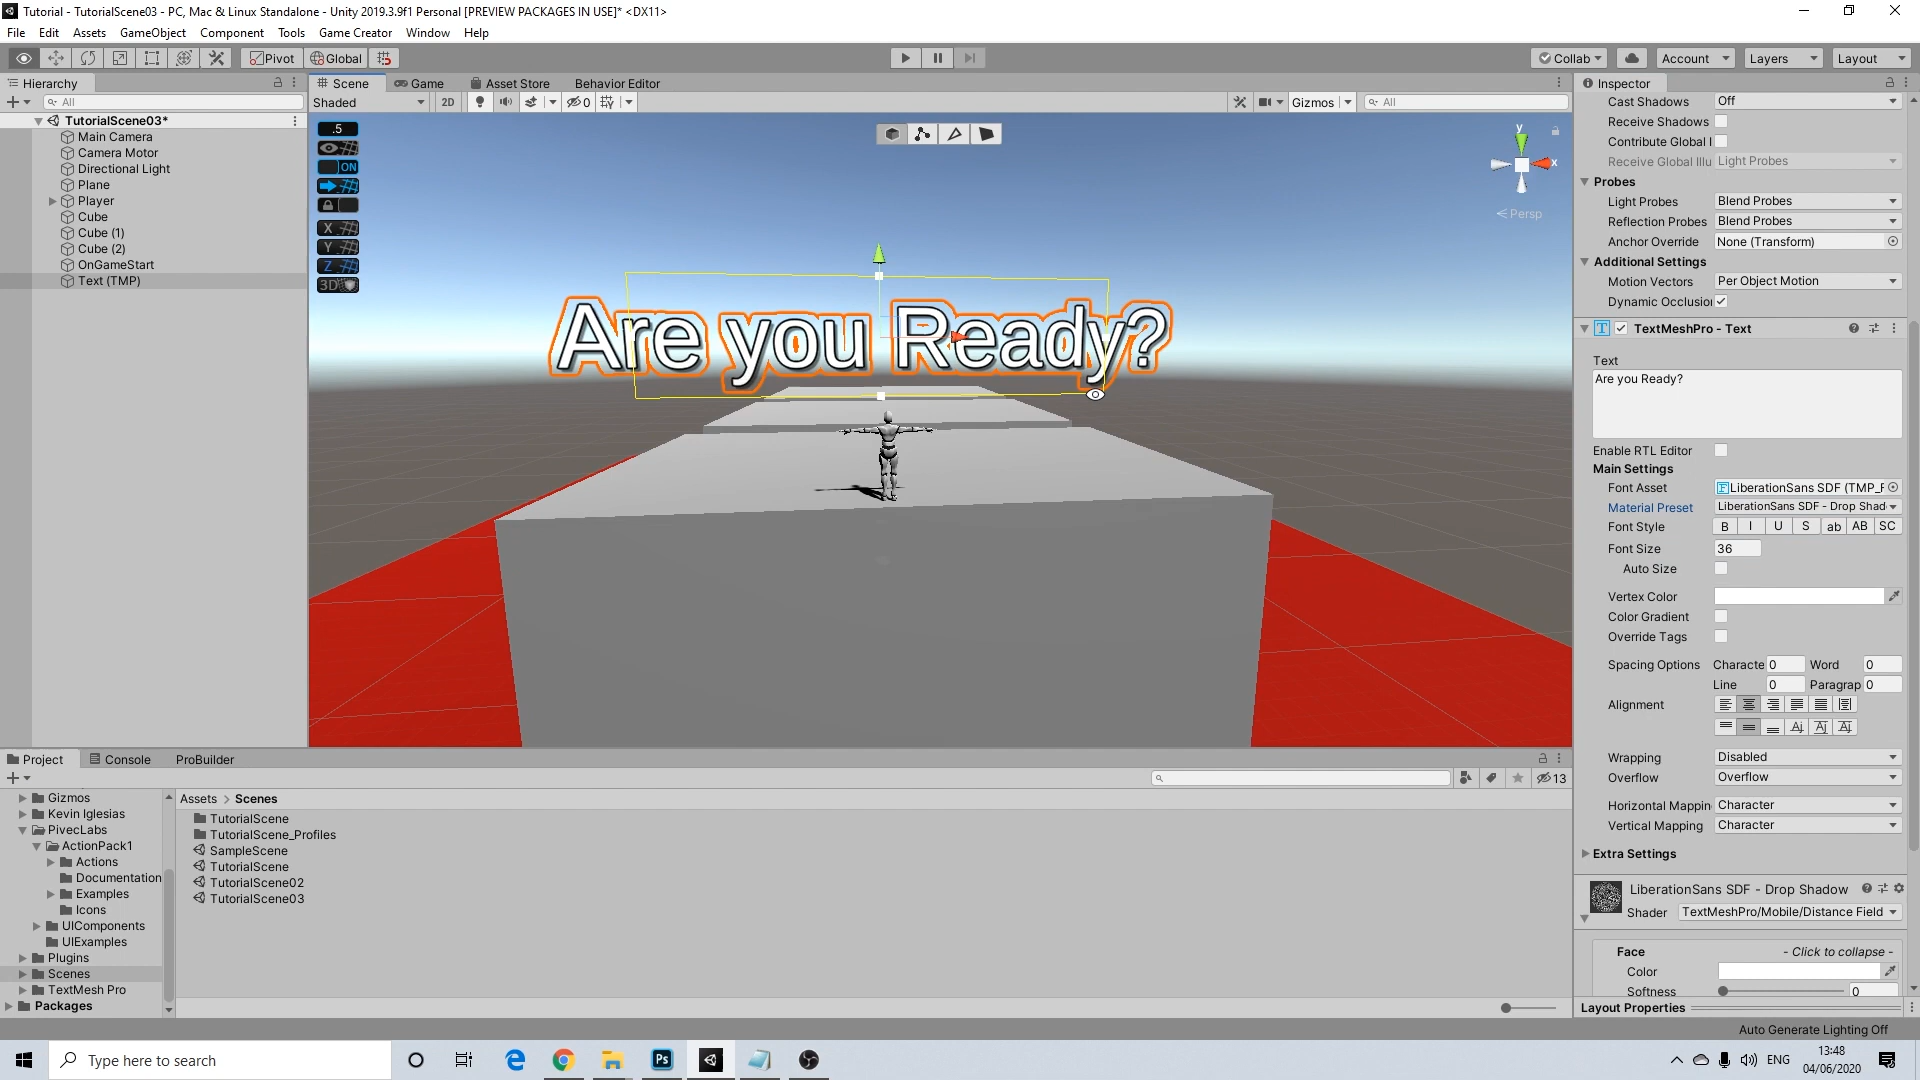 Tutorial - TutorialScene03 - PC, Mac & Linux Standalone - Unity 2019.3.9f1 Personal [PREVIEW PACKAGES IN USE]* <DX11>
File Edit Assets GameObject Component Tools Game Creator Window Help
Pivot Global Collab Account Layers Layout
Hierarchy
All
TutorialScene03*
Main Camera
Camera Motor
Directional Light
Plane
Player
Cube
Cube (1)
Cube (2)
OnGameStart
Text (TMP)
Scene Game Asset Store Behavior Editor
Shaded 2D 0 Gizmos All
.5
ON
X
Y
Z
3D
y
x
Persp
Are you Ready?
Inspector
Cast Shadows Off
Receive Shadows
Contribute Global I
Receive Global Illu Light Probes
Probes
Light Probes Blend Probes
Reflection Probes Blend Probes
Anchor Override None (Transform)
Additional Settings
Motion Vectors Per Object Motion
Dynamic Occlusion
TextMeshPro - Text
Text
Are you Ready?
Enable RTL Editor
Main Settings
Font Asset LiberationSans SDF (TMP_F
Material Preset LiberationSans SDF - Drop Shad
Font Style B I U S ab AB SC
Font Size 36
Auto Size
Vertex Color
Color Gradient
Override Tags
Spacing Options Characte 0 Word 0
Line 0 Paragrap 0
Alignment
Wrapping Disabled
Overflow Overflow
Horizontal Mappin Character
Vertical Mapping Character
Extra Settings
LiberationSans SDF - Drop Shadow
Shader TextMeshPro/Mobile/Distance Field
Face - Click to collapse -
Color
Softness 0
Layout Properties
Project Console ProBuilder
13
Gizmos
Kevin Iglesias
PivecLabs
ActionPack1
Actions
Documentation
Examples
Icons
UIComponents
UIExamples
Plugins
Scenes
TextMesh Pro
Packages
Assets > Scenes
TutorialScene
TutorialScene_Profiles
SampleScene
TutorialScene
TutorialScene02
TutorialScene03
Auto Generate Lighting Off
Type here to search
Ps
ENG
13:48
04/06/2020